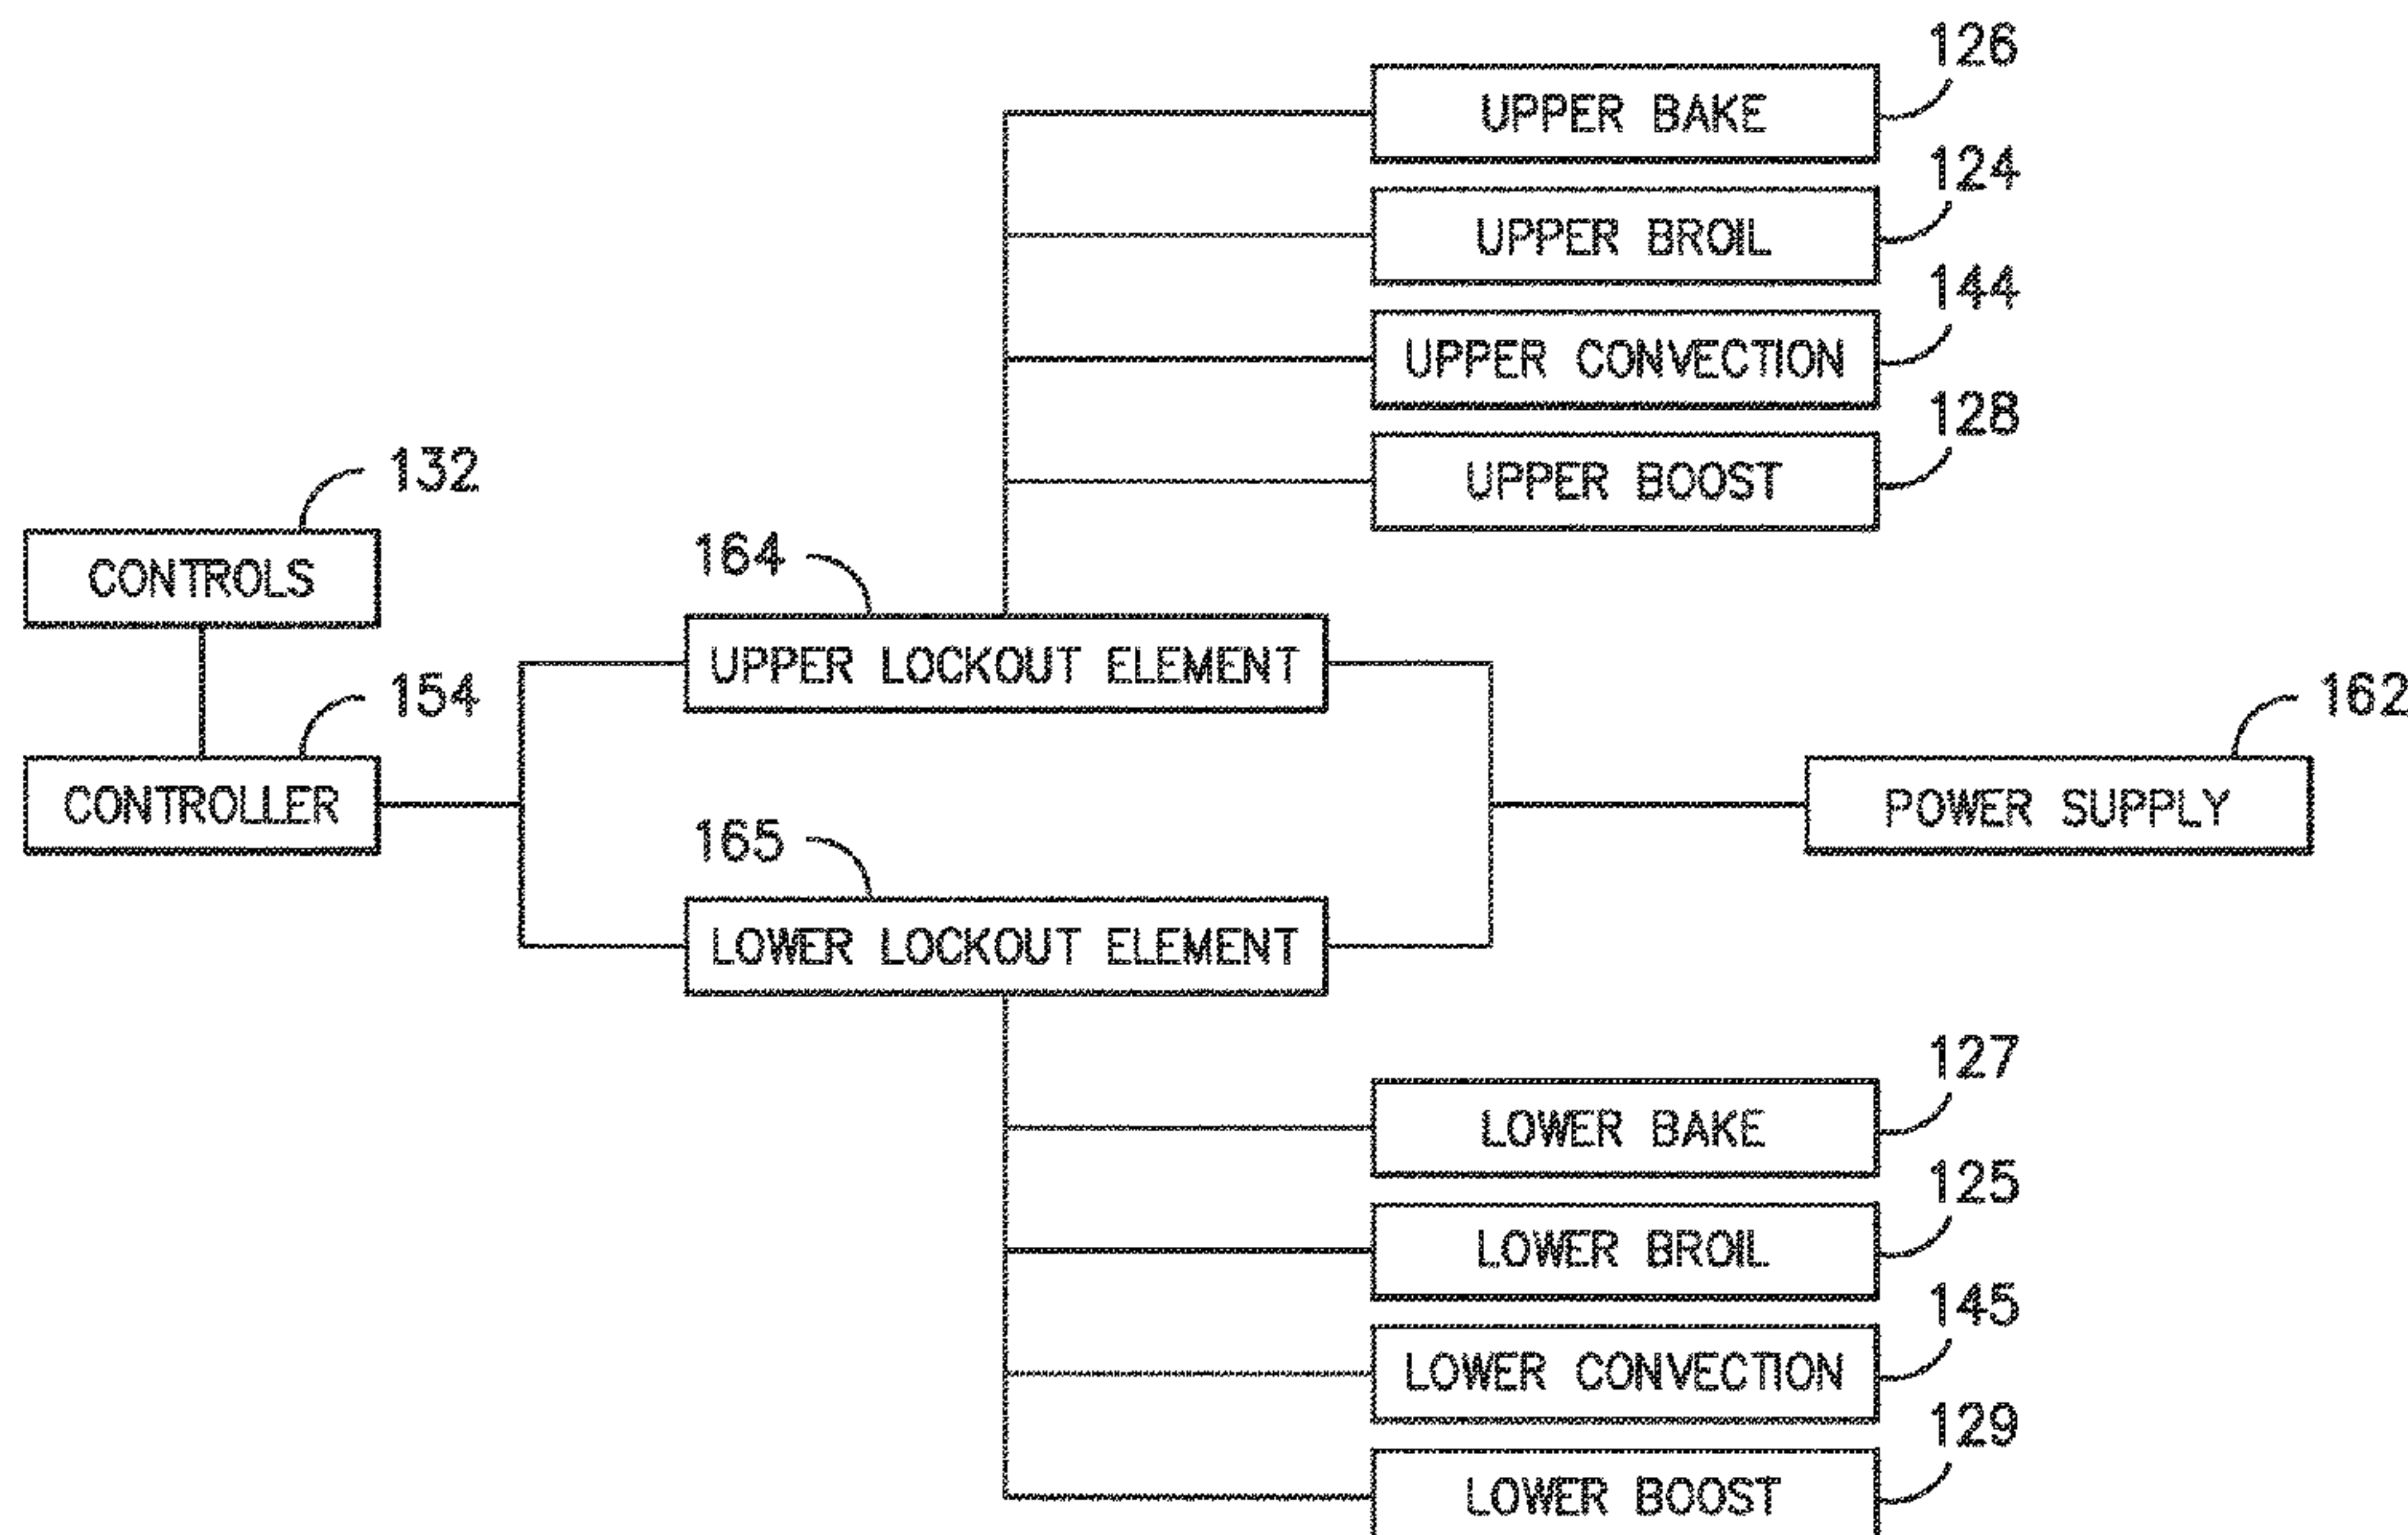 126
UPPER BAKE
124
UPPER BROIL
144
UPPER CONVECTION
128
UPPER BOOST
132
CONTROLS
164
UPPER LOCKOUT ELEMENT
154
CONTROLLER
162
POWER SUPPLY
165
LOWER LOCKOUT ELEMENT
127
LOWER BAKE
125
LOWER BROIL
145
LOWER CONVECTION
129
LOWER BOOST